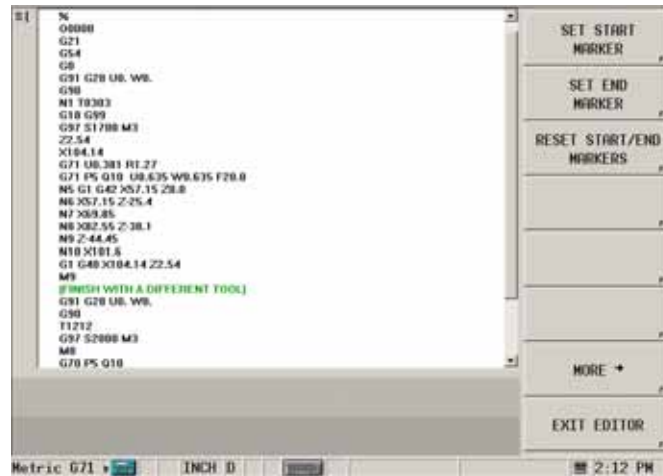 %
O0000
G21
G54
G0
G91 G28 U0. W0.
G90
N1 T0303
G18 G99
G97 S1700 M3
Z2.54
X104.14
G71 U0.381 R1.27
G71 P5 Q10 U0.635 W0.635 F20.0
N5 G1 G42 X57.15 Z0.0
N6 X57.15 Z-25.4
N7 X69.85
N8 X82.55 Z-38.1
N9 Z-44.45
N10 X101.6
G1 G40 X104.14 Z2.54
M9
(FINISH WITH A DIFFERENT TOOL)
G91 G28 U0. W0.
G90
T1212
G97 S2000 M3
M8
G70 P5 Q10
SET START
MARKER
SET END
MARKER
RESET START/END
MARKERS
MORE →
EXIT EDITOR
Metric G71
INCH D
2:12 PM